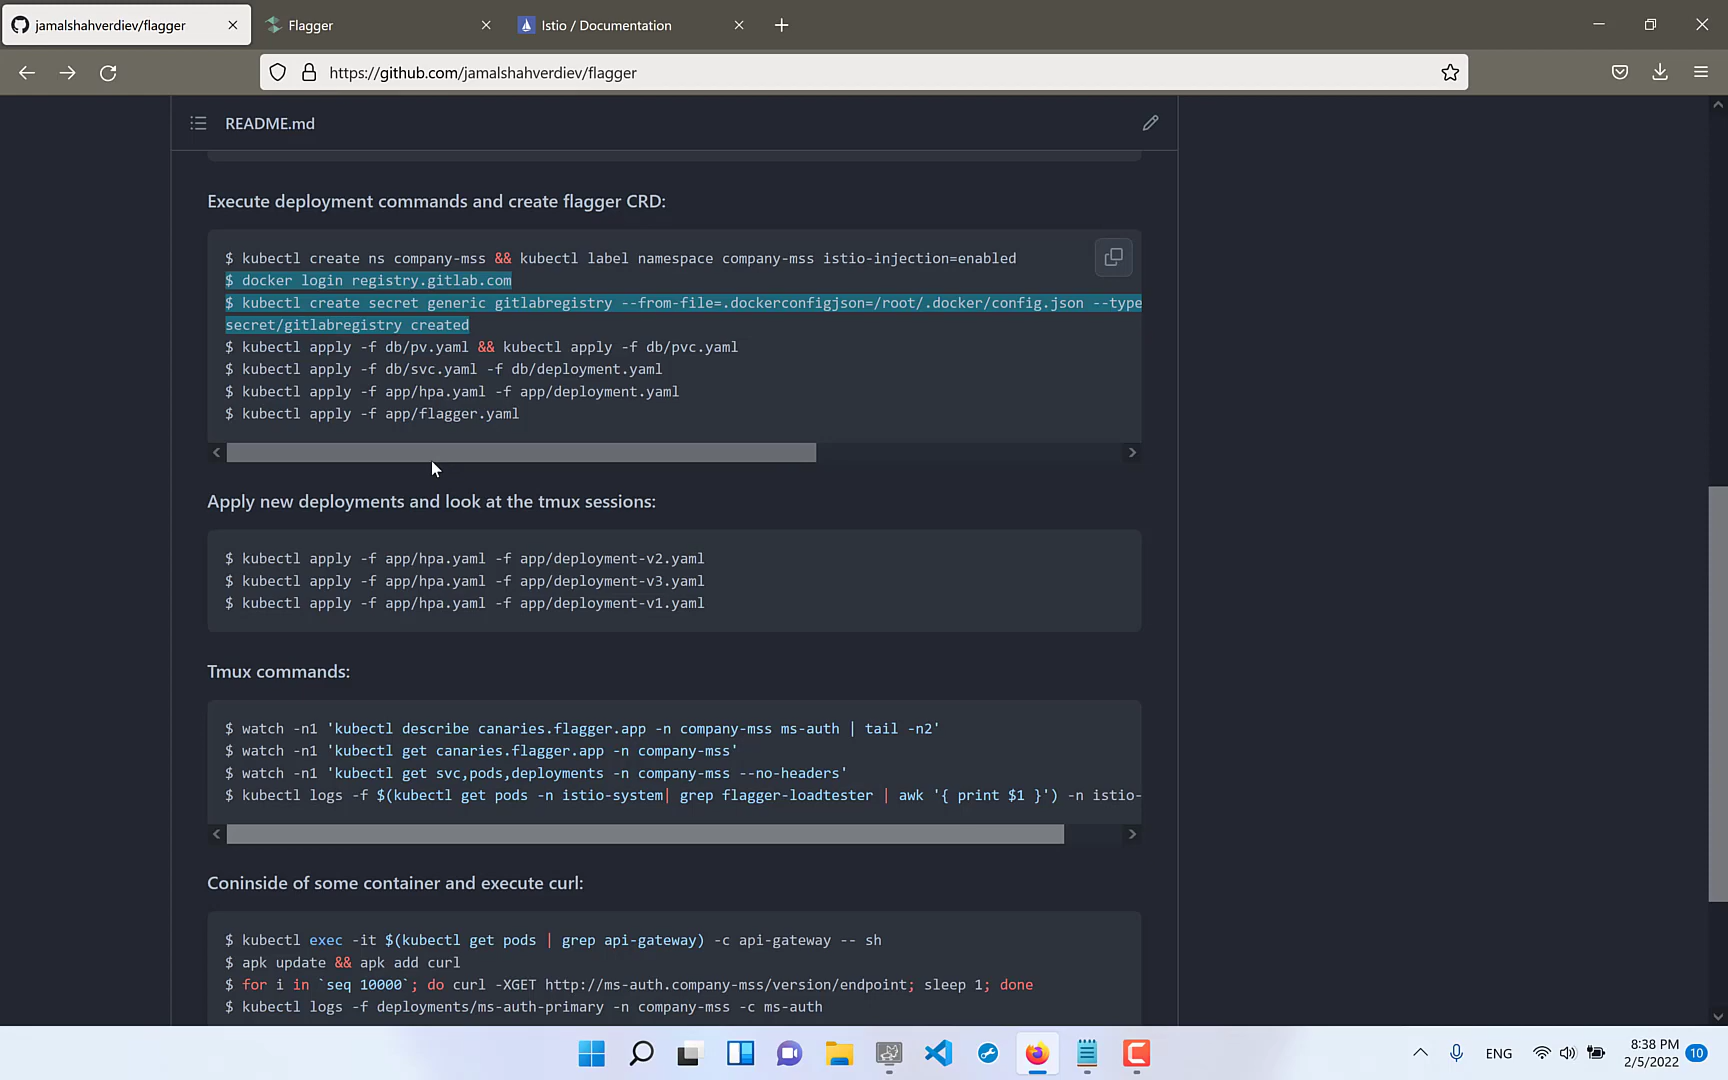 jamalshahverdiev/flagger
Flagger
Istio / Documentation
https://github.com/jamalshahverdiev/flagger
README.md
Execute deployment commands and create flagger CRD:
$ kubectl create ns company-mss && kubectl label namespace company-mss istio-injection=enabled
$ docker login registry.gitlab.com
$ kubectl create secret generic gitlabregistry --from-file=.dockerconfigjson=/root/.docker/config.json --type
secret/gitlabregistry created
$ kubectl apply -f db/pv.yaml && kubectl apply -f db/pvc.yaml
$ kubectl apply -f db/svc.yaml -f db/deployment.yaml
$ kubectl apply -f app/hpa.yaml -f app/deployment.yaml
$ kubectl apply -f app/flagger.yaml
Apply new deployments and look at the tmux sessions:
$ kubectl apply -f app/hpa.yaml -f app/deployment-v2.yaml
$ kubectl apply -f app/hpa.yaml -f app/deployment-v3.yaml
$ kubectl apply -f app/hpa.yaml -f app/deployment-v1.yaml
Tmux commands:
$ watch -n1 'kubectl describe canaries.flagger.app -n company-mss ms-auth | tail -n2'
$ watch -n1 'kubectl get canaries.flagger.app -n company-mss'
$ watch -n1 'kubectl get svc,pods,deployments -n company-mss --no-headers'
$ kubectl logs -f $(kubectl get pods -n istio-system| grep flagger-loadtester | awk '{ print $1 }') -n istio-
Coninside of some container and execute curl:
$ kubectl exec -it $(kubectl get pods | grep api-gateway) -c api-gateway -- sh
$ apk update && apk add curl
$ for i in `seq 10000`; do curl -XGET http://ms-auth.company-mss/version/endpoint; sleep 1; done
$ kubectl logs -f deployments/ms-auth-primary -n company-mss -c ms-auth
ENG
8:38 PM
2/5/2022
10